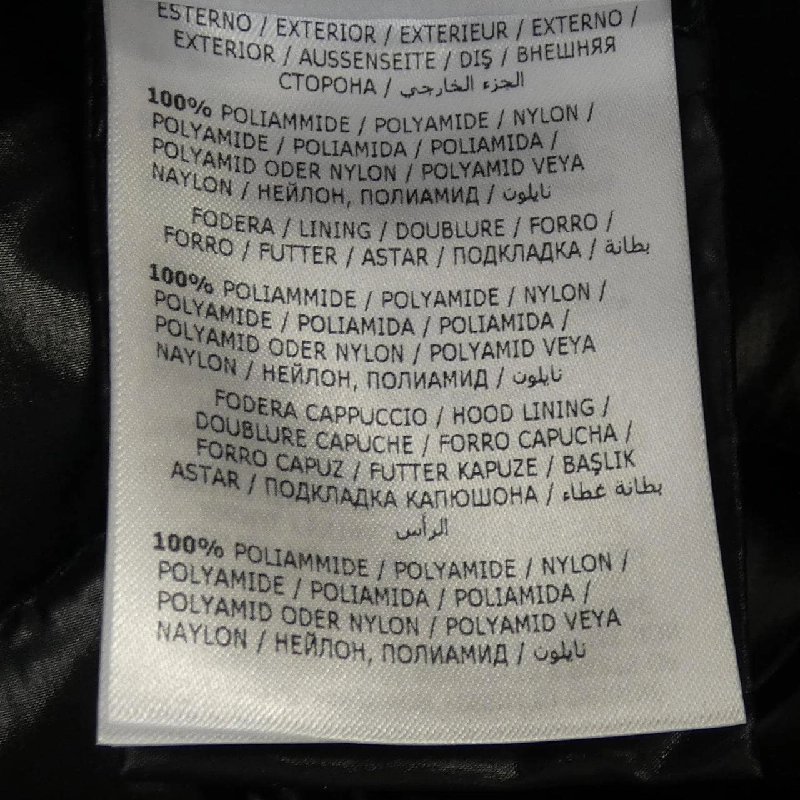 ESTERNO / EXTERIOR / EXTERIEUR / EXTERNO /
EXTERIOR / AUSSENSEITE / DIŞ / ВНЕШНЯЯ
СТОРОНА / الجزء الخارجي
100% POLIAMMIDE / POLYAMIDE / NYLON /
POLYAMIDE / POLIAMIDA / POLIAMIDA /
POLYAMID ODER NYLON / POLYAMID VEYA
NAYLON / НЕЙЛОН, ПОЛИАМИД / نايلون
FODERA / LINING / DOUBLURE / FORRO /
FORRO / FUTTER / ASTAR / ПОДКЛАДКА / بطانة
100% POLIAMMIDE / POLYAMIDE / NYLON /
POLYAMIDE / POLIAMIDA / POLIAMIDA /
POLYAMID ODER NYLON / POLYAMID VEYA
NAYLON / НЕЙЛОН, ПОЛИАМИД / نايلون
FODERA CAPPUCCIO / HOOD LINING /
DOUBLURE CAPUCHE / FORRO CAPUCHA /
FORRO CAPUZ / FUTTER KAPUZE / BAŞLIK
ASTAR / ПОДКЛАДКА КАПЮШОНА / بطانة غطاء
الرأس
100% POLIAMMIDE / POLYAMIDE / NYLON /
POLYAMIDE / POLIAMIDA / POLIAMIDA /
POLYAMID ODER NYLON / POLYAMID VEYA
NAYLON / НЕЙЛОН, ПОЛИАМИД / نايلون